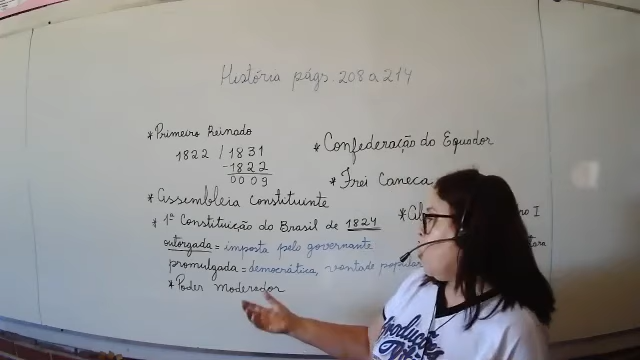 História págs. 208 a 214
* Primeiro Reinado
1822 / 1831
-1822
0009
* Assembleia Constituinte
* 1ª Constituição do Brasil de 1824
outorgada = imposta pelo governante
promulgada = democrática, vontade popular
* Poder moderador
* Confederação do Equador
* Frei Caneca
I
Produção